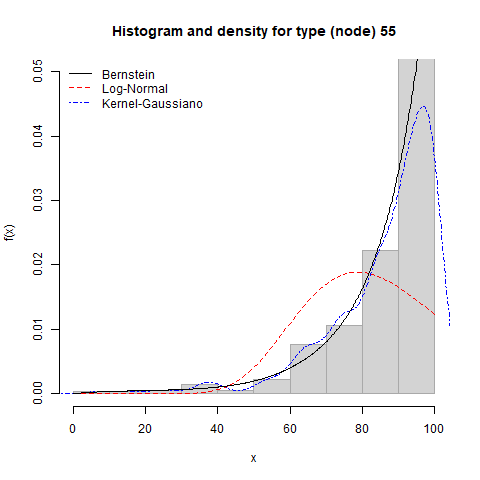 Histogram and density for type (node) 55
Bernstein
Log-Normal
Kernel-Gaussiano
0.05
0.04
0.03
0.02
0.01
0.00
f(x)
0 20 40 60 80 100
x